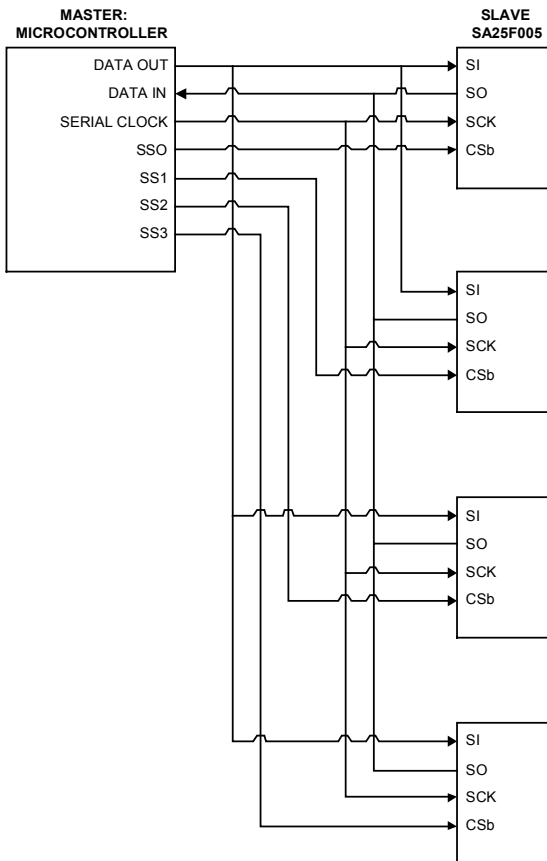 MASTER:
MICROCONTROLLER
DATA OUT
DATA IN
SERIAL CLOCK
SSO
SS1
SS2
SS3
SLAVE
SA25F005
SI
SO
SCK
CSb
SI
SO
SCK
CSb
SI
SO
SCK
CSb
SI
SO
SCK
CSb